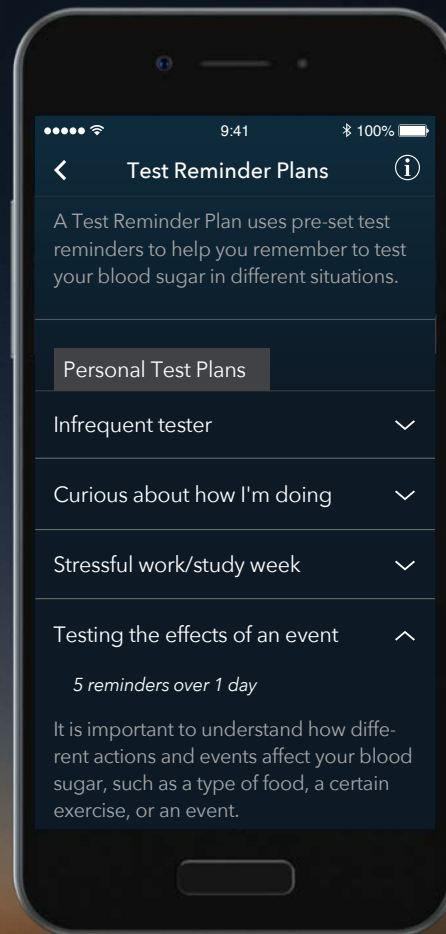 9:41
100%
Test Reminder Plans
A Test Reminder Plan uses pre-set test
reminders to help you remember to test
your blood sugar in different situations.
Personal Test Plans
Infrequent tester
Curious about how I'm doing
Stressful work/study week
Testing the effects of an event
5 reminders over 1 day
It is important to understand how diffe-
rent actions and events affect your blood
sugar, such as a type of food, a certain
exercise, or an event.